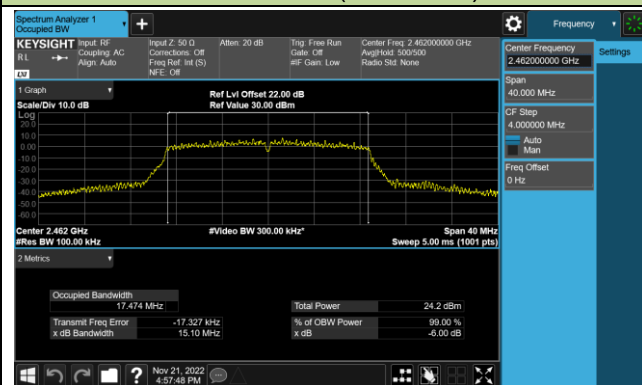 Spectrum Analyzer 1
Occupied BW
+
Frequency
KEYSIGHT
RL
LXI
Input: RF
Coupling: AC
Align: Auto
Input Z: 50 Ω
Corrections: Off
Freq Ref: Int (S)
NFE: Off
Atten: 20 dB
Trig: Free Run
Gate: Off
#IF Gain: Low
Center Freq: 2.462000000 GHz
Avg|Hold: 500/500
Radio Std: None
Center Frequency
2.462000000 GHz
Settings
Span
40.000 MHz
CF Step
4.000000 MHz
Auto
Man
Freq Offset
0 Hz
1 Graph
Scale/Div 10.0 dB
Ref Lvl Offset 22.00 dB
Ref Value 30.00 dBm
Log
20.0
10.0
0.00
-10.0
-20.0
-30.0
-40.0
-50.0
-60.0
Center 2.462 GHz
#Video BW 300.00 kHz*
Span 40 MHz
#Res BW 100.00 kHz
Sweep 5.00 ms (1001 pts)
2 Metrics
Occupied Bandwidth
17.474 MHz
Total Power
24.2 dBm
Transmit Freq Error
-17.327 kHz
% of OBW Power
99.00 %
x dB Bandwidth
15.10 MHz
x dB
-6.00 dB
?
Nov 21, 2022
4:57:48 PM